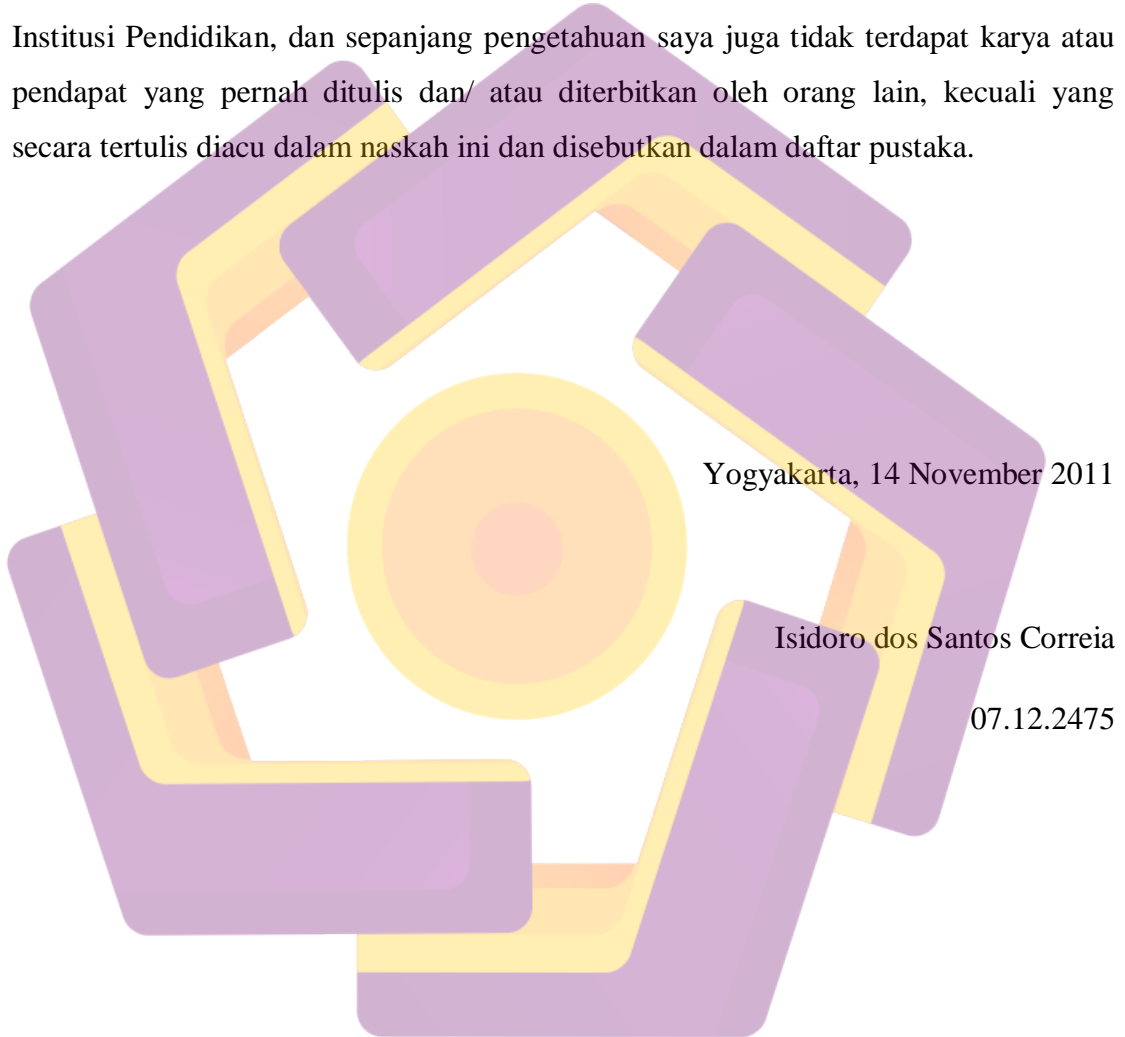 Institusi Pendidikan, dan sepanjang pengetahuan saya juga tidak terdapat karya atau
pendapat yang pernah ditulis dan/ atau diterbitkan oleh orang lain, kecuali yang
secara tertulis diacu dalam naskah ini dan disebutkan dalam daftar pustaka.
Yogyakarta, 14 November 2011
Isidoro dos Santos Correia
07.12.2475